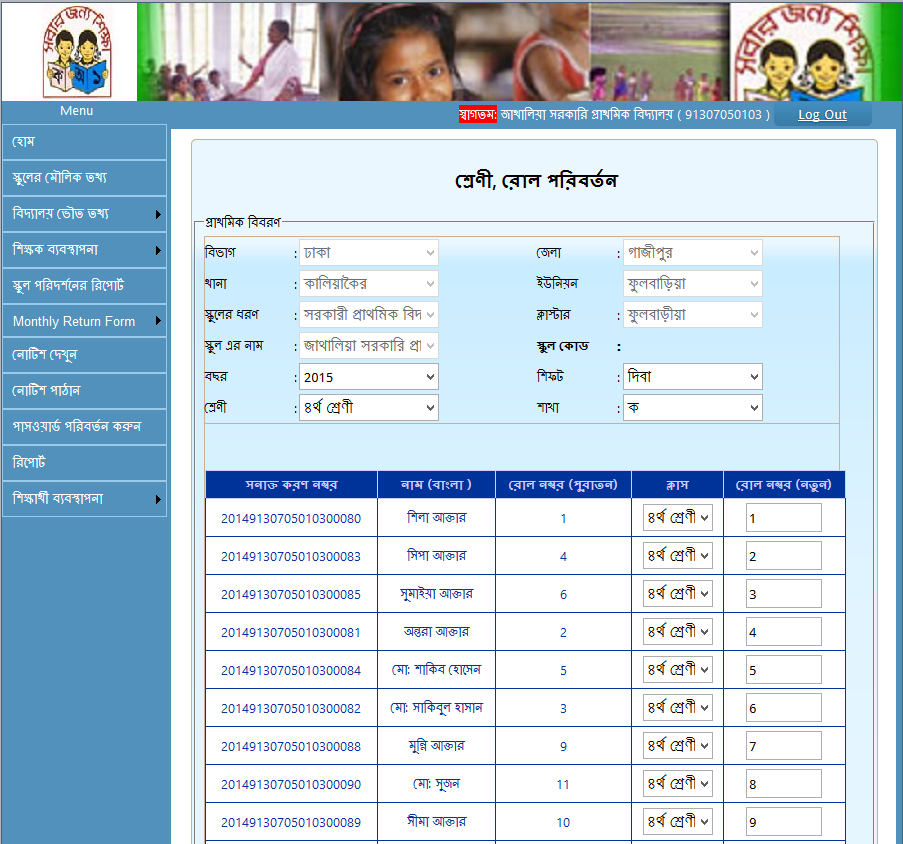 সবার জন্য শিক্ষা
ক অ ১
সবার জন্য শিক্ষা
Menu
স্বাগতম: জাথালিয়া সরকারি প্রাথমিক বিদ্যালয় ( 91307050103 ) Log Out
হোম
স্কুলের মৌলিক তথ্য
বিদ্যালয় ভৌত তথ্য
শিক্ষক ব্যবস্থাপনা
স্কুল পরিদর্শনের রিপোর্ট
Monthly Return Form
নোটিশ দেখুন
নোটিশ পাঠান
পাসওয়ার্ড পরিবর্তন করুন
রিপোর্ট
শিক্ষার্থী ব্যবস্থাপনা
শ্রেণী, রোল পরিবর্তন
প্রাথমিক বিবরণ
বিভাগ : ঢাকা জেলা : গাজীপুর
থানা : কালিয়াকৈর ইউনিয়ন : ফুলবাড়িয়া
স্কুলের ধরণ : সরকারী প্রাথমিক বিদ ক্লাস্টার : ফুলবাড়ীয়া
স্কুল এর নাম : জাথালিয়া সরকারি প্রা স্কুল কোড :
বছর : 2015 শিফট : দিবা
শ্রেণী : ৪র্থ শ্রেণী শাখা : ক
সনাক্ত করণ নম্বর নাম (বাংলা ) রোল নম্বর (পুরাতন) ক্লাস রোল নম্বর (নতুন)
20149130705010300080 শিলা আক্তার 1 ৪র্থ শ্রেণী 1
20149130705010300083 সিপা আক্তার 4 ৪র্থ শ্রেণী 2
20149130705010300085 সুমাইয়া আক্তার 6 ৪র্থ শ্রেণী 3
20149130705010300081 অন্তরা আক্তার 2 ৪র্থ শ্রেণী 4
20149130705010300084 মো: শাকিব হোসেন 5 ৪র্থ শ্রেণী 5
20149130705010300082 মো: সাকিবুল হাসান 3 ৪র্থ শ্রেণী 6
20149130705010300088 মুন্নি আক্তার 9 ৪র্থ শ্রেণী 7
20149130705010300090 মো: সুজন 11 ৪র্থ শ্রেণী 8
20149130705010300089 সীমা আক্তার 10 ৪র্থ শ্রেণী 9